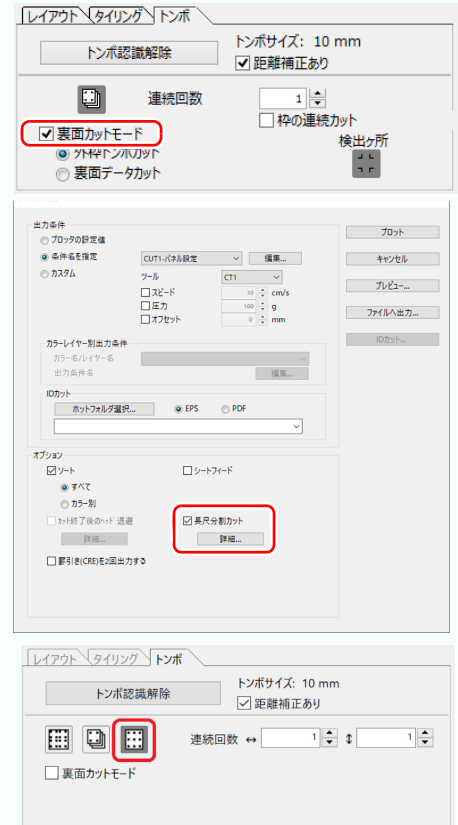 レイアウト タイリング トンボ
トンボ認識解除
トンボサイズ: 10 mm
距離補正あり
連続回数 1
枠の連続カット
裏面カットモード
検出ヶ所
外枠トンボカット
裏面データカット
出力条件
プロッタの設定値
プロット
条件名を指定 CUT1-パネル設定 編集...
キャンセル
カスタム ツール CT1
プレビュー...
スピード 30 cm/s
圧力 100 g
ファイルへ出力...
オフセット 0 mm
IDカット...
カラーレイヤー別出力条件
カラー名/レイヤー名
出力条件名 編集...
IDカット
ホットフォルダ選択... EPS PDF
オプション
ソート シートフィード
すべて
カラー別
カット終了後のヘッド退避 長尺分割カット
詳細... 詳細...
罫引き(CRE)を2回出力する
レイアウト タイリング トンボ
トンボ認識解除
トンボサイズ: 10 mm
距離補正あり
連続回数 ↔ 1 ↕ 1
裏面カットモード